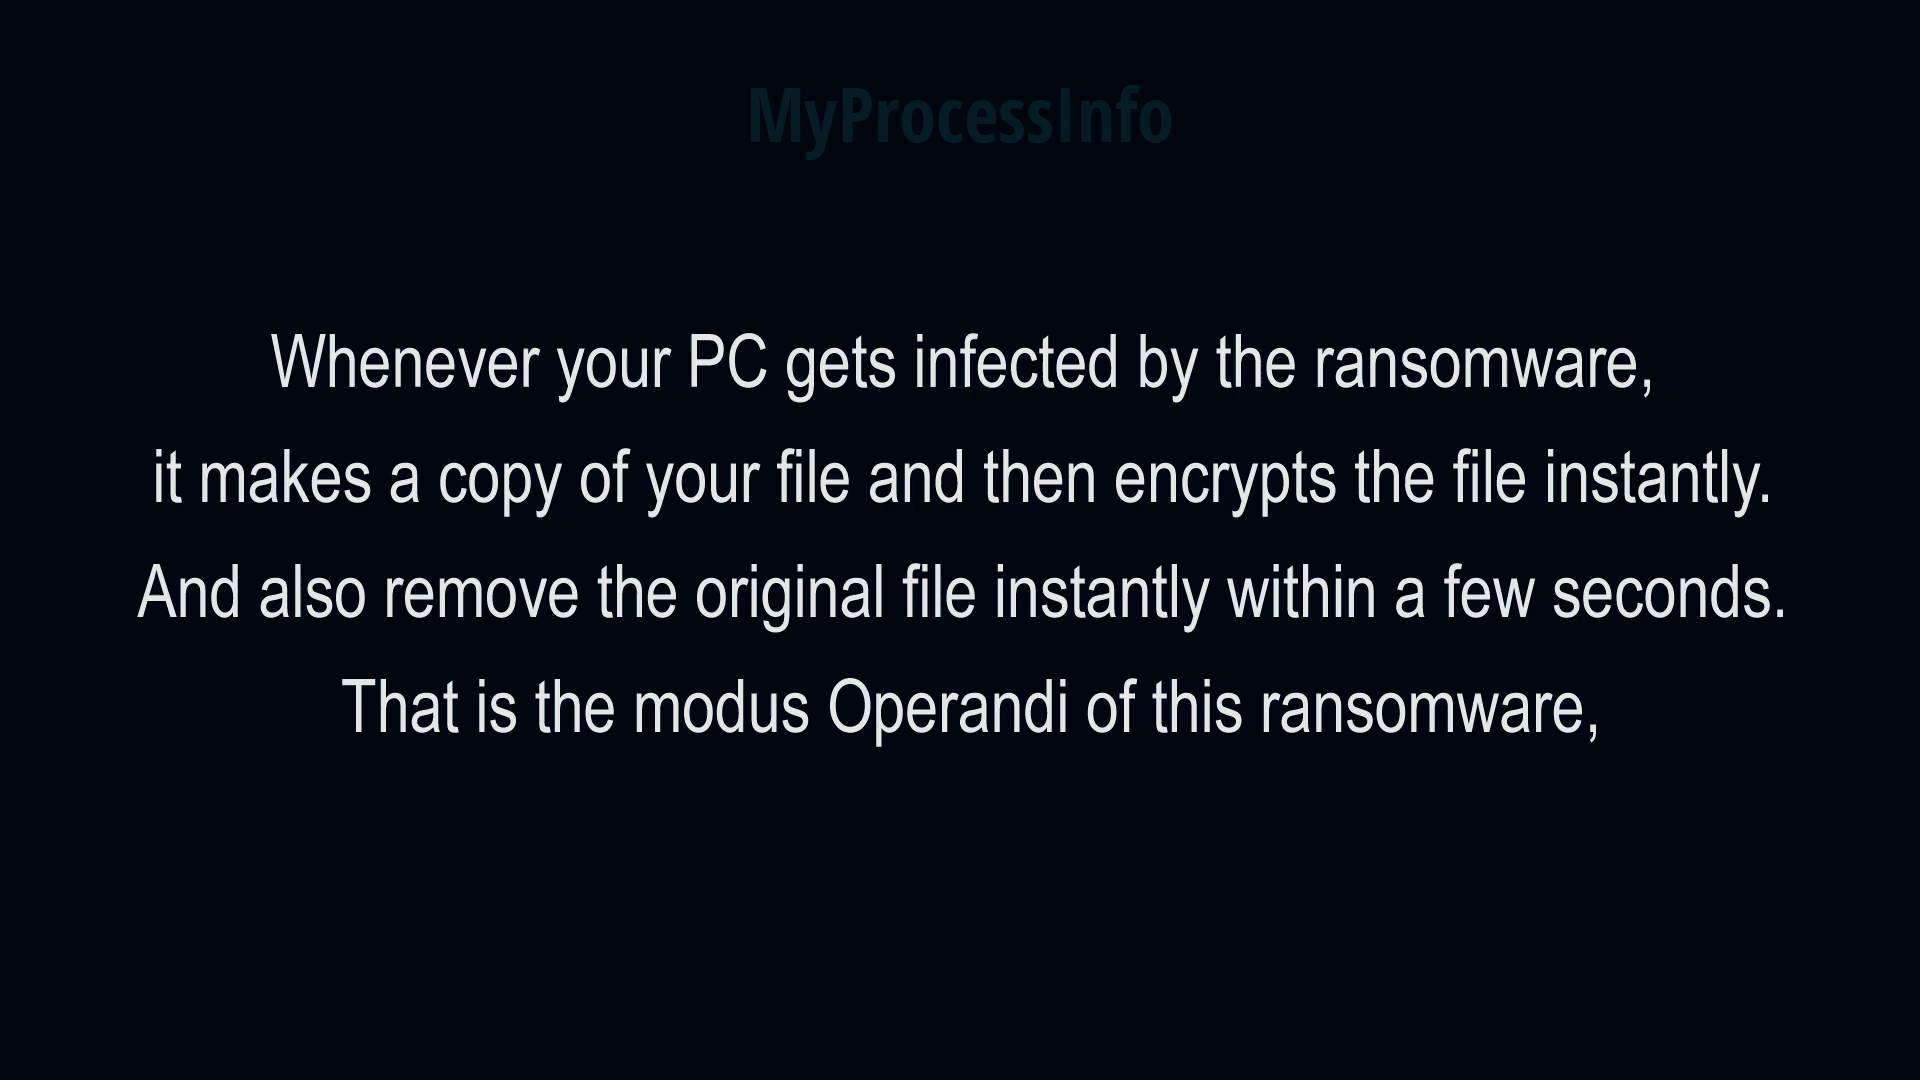 MyProcessInfo
Whenever your PC gets infected by the ransomware,
it makes a copy of your file and then encrypts the file instantly.
And also remove the original file instantly within a few seconds.
That is the modus Operandi of this ransomware,